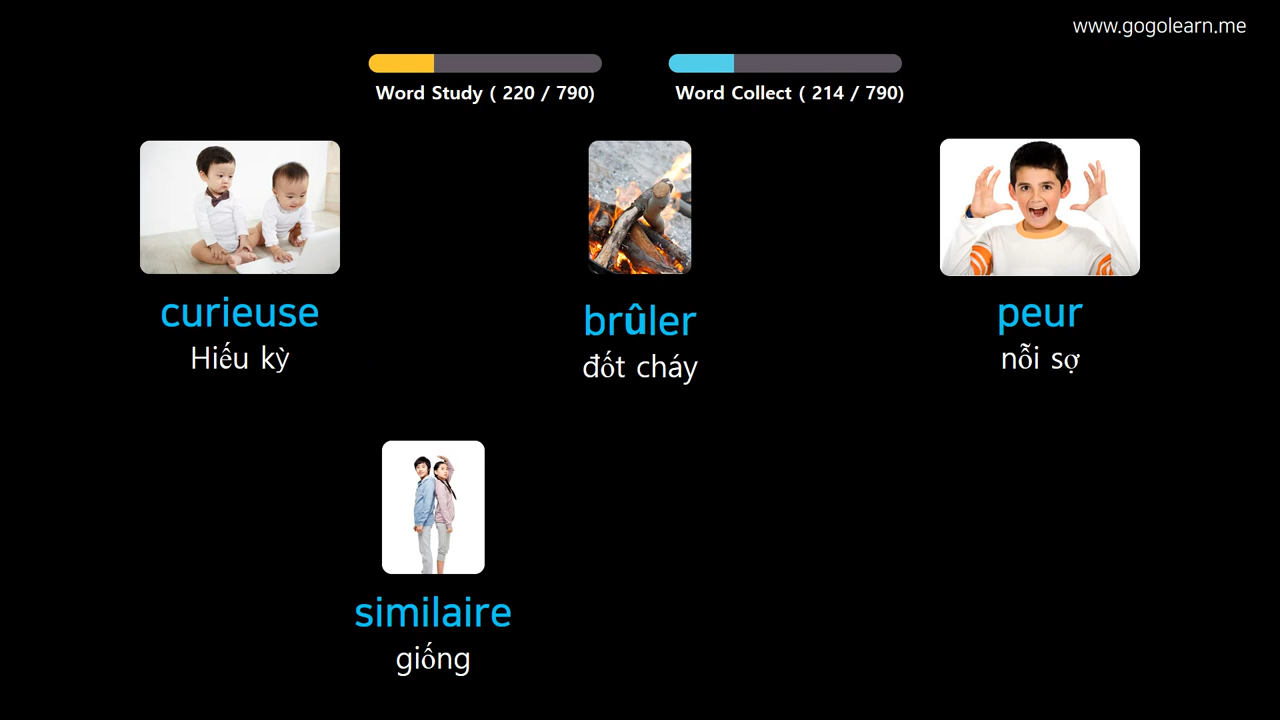 www.gogolearn.me
Word Study ( 220 / 790)
Word Collect ( 214 / 790)
curieuse
Hiếu kỳ
brûler
đốt cháy
peur
nỗi sợ
similaire
giống